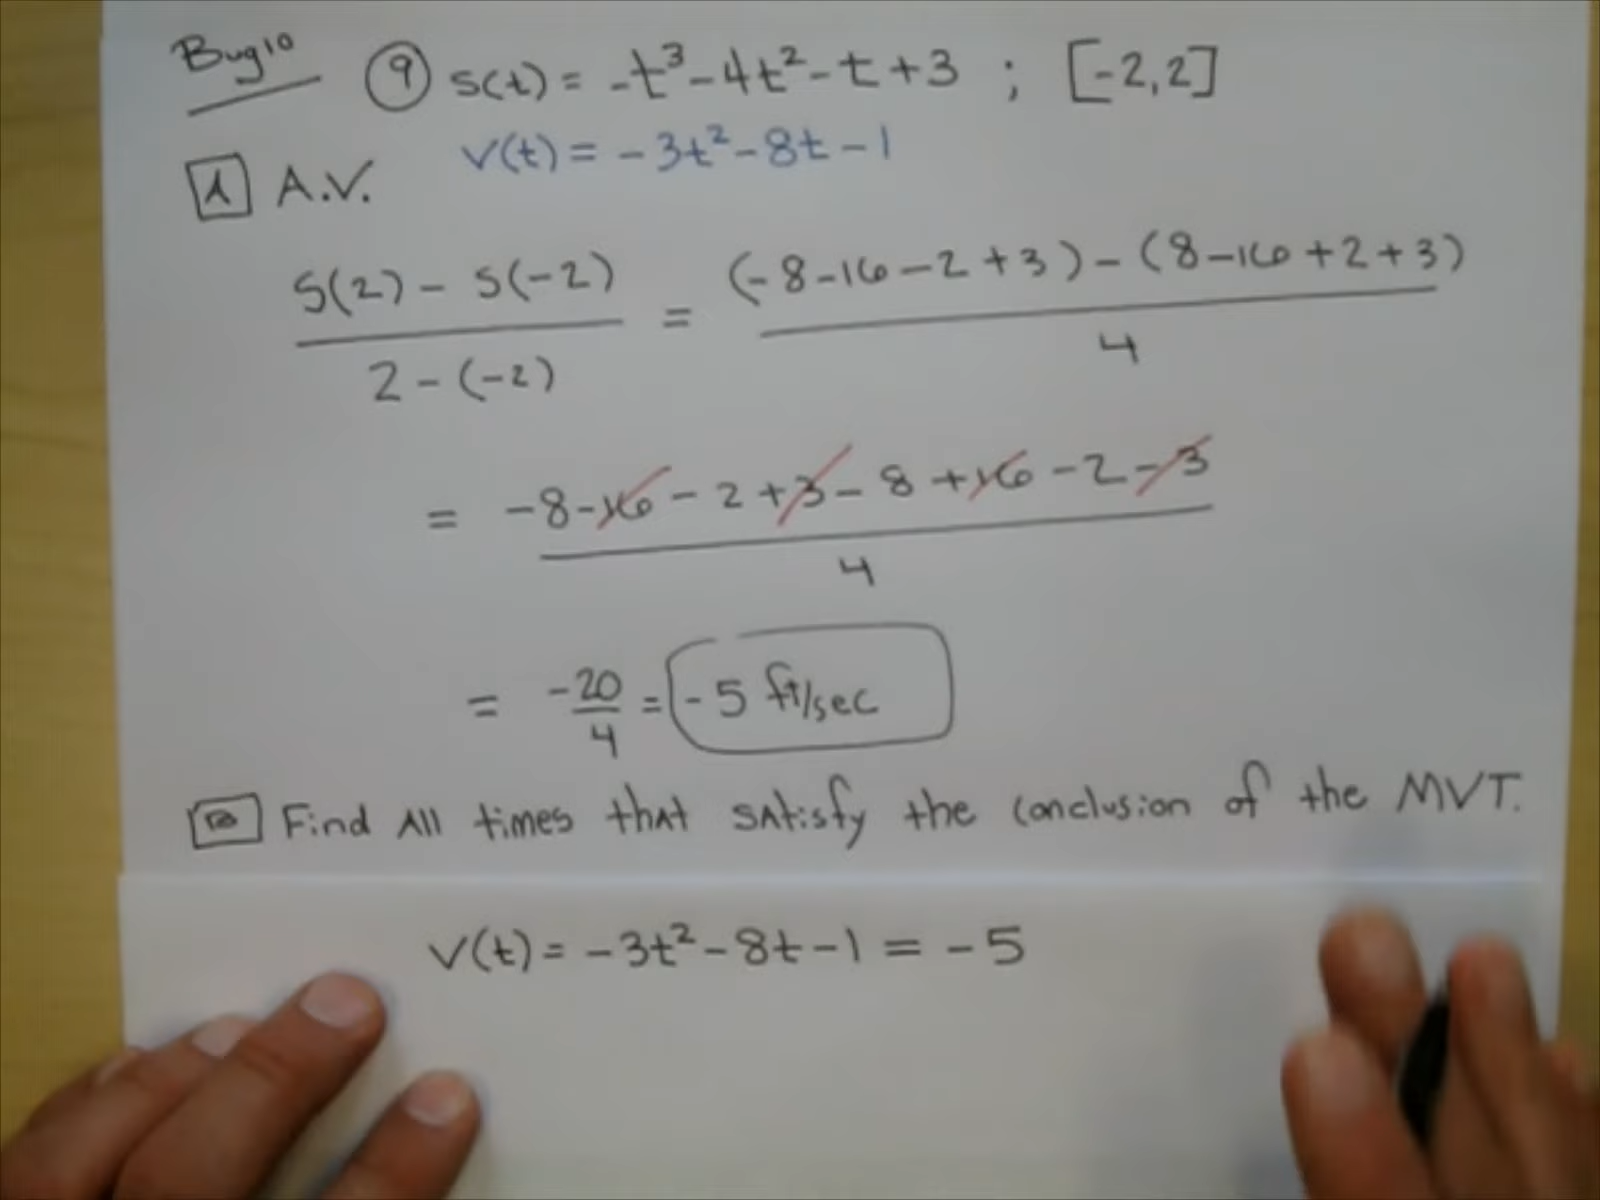 Bug10
⑨ s(t) = -t³-4t²-t+3 ; [-2,2]
v(t) = -3t²-8t-1
A A.V.
s(2) - s(-2) / 2-(-2) = (-8-16-2+3)-(8-16+2+3) / 4
= -8-16-2+3-8+16-2-3 / 4
= -20/4 = -5 ft/sec
B Find All times that satisfy the conclusion of the MVT.
v(t) = -3t²-8t-1 = -5